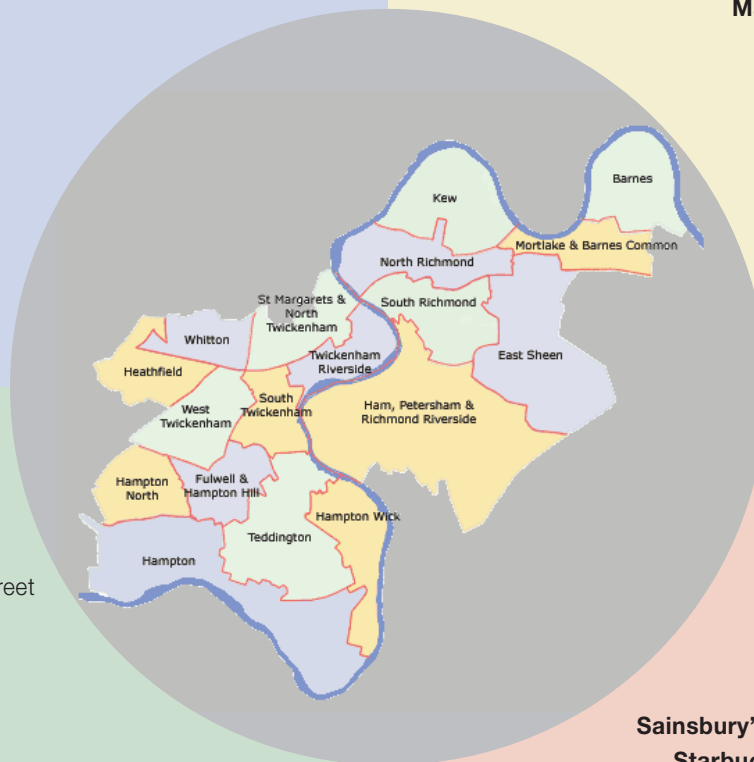 M
Barnes
Kew
Mortlake & Barnes Common
North Richmond
St Margarets &
North
Twickenham
South Richmond
Whitton
Twickenham
Riverside
East Sheen
Heathfield
South
Twickenham
West
Twickenham
Ham, Petersham &
Richmond Riverside
Hampton
North
Fulwell &
Hampton Hill
Hampton Wick
Teddington
Hampton
reet
Sainsbury'
Starbu